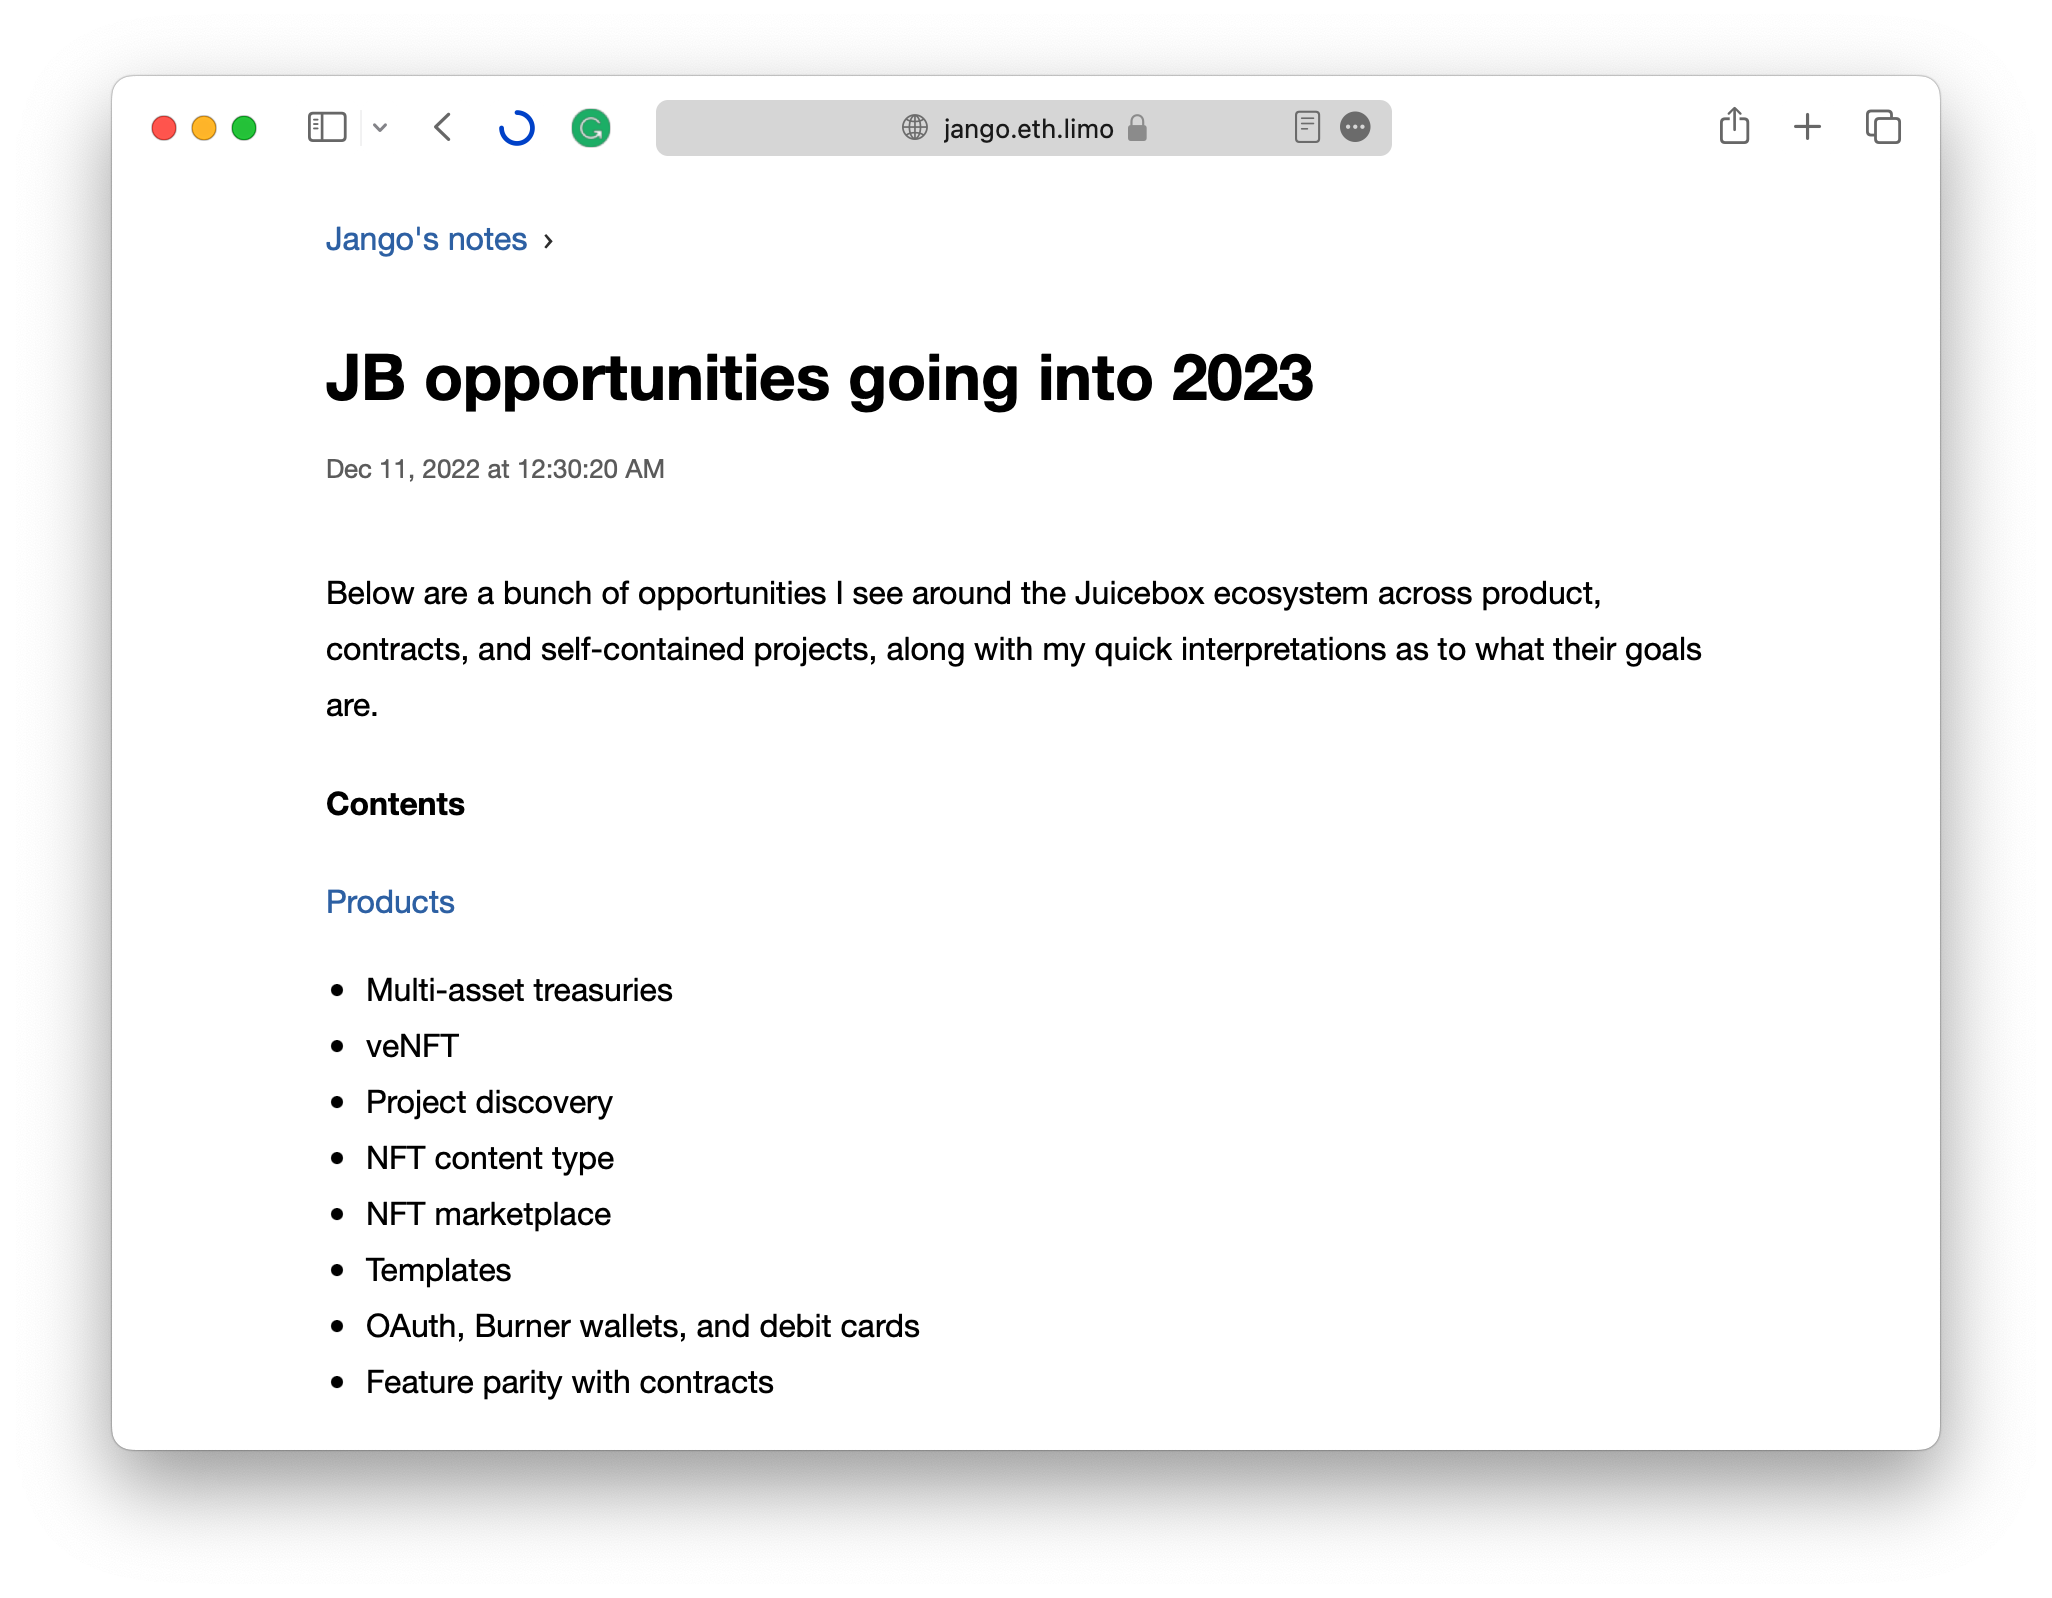 jango.eth.limo
Jango's notes ›
JB opportunities going into 2023
Dec 11, 2022 at 12:30:20 AM
Below are a bunch of opportunities I see around the Juicebox ecosystem across product,
contracts, and self-contained projects, along with my quick interpretations as to what their goals
are.
Contents
Products
• Multi-asset treasuries
• veNFT
• Project discovery
• NFT content type
• NFT marketplace
• Templates
• OAuth, Burner wallets, and debit cards
• Feature parity with contracts